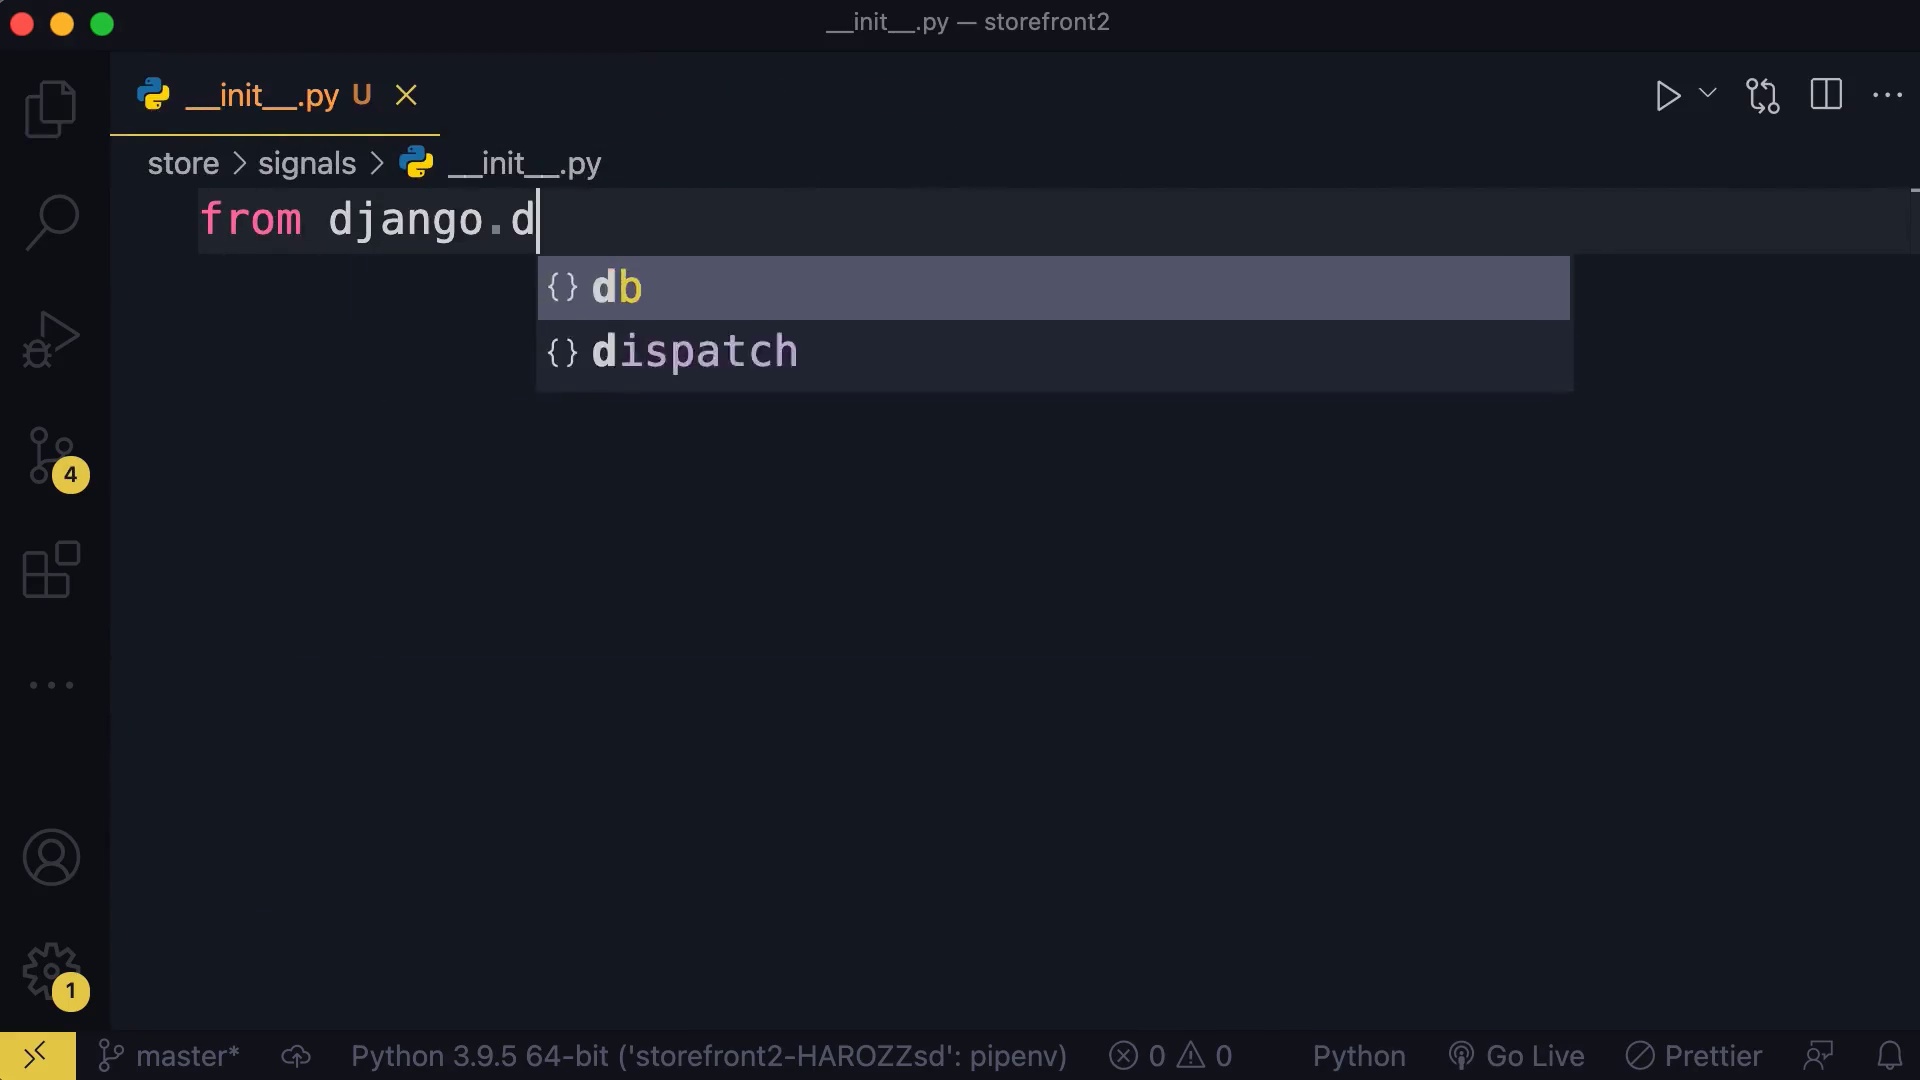 __init__.py — storefront2
__init__.py U
store > signals > __init__.py
from django.d
{} db
{} dispatch
4
1
master* Python 3.9.5 64-bit ('storefront2-HAROZZsd': pipenv) 0 0 Python Go Live Prettier